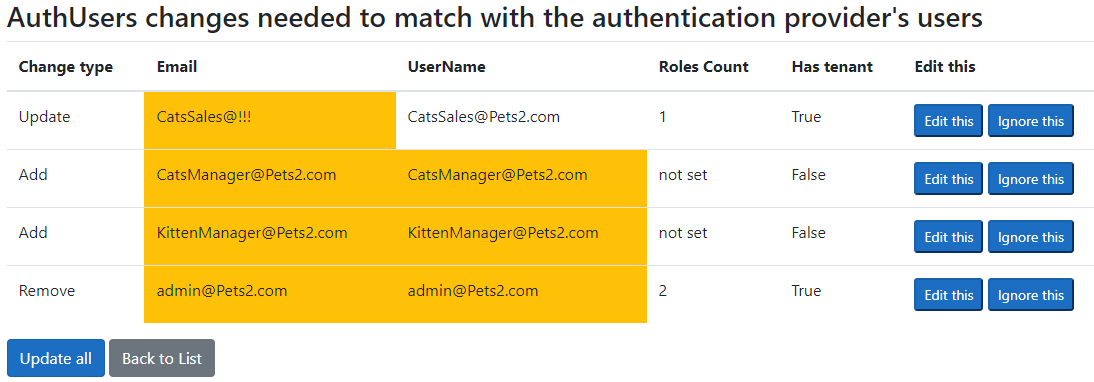 AuthUsers changes needed to match with the authentication provider's users
Change type Email UserName Roles Count Has tenant Edit this
Update CatsSales@!!! CatsSales@Pets2.com 1 True Edit this Ignore this
Add CatsManager@Pets2.com CatsManager@Pets2.com not set False Edit this Ignore this
Add KittenManager@Pets2.com KittenManager@Pets2.com not set False Edit this Ignore this
Remove admin@Pets2.com admin@Pets2.com 2 True Edit this Ignore this
Update all Back to List